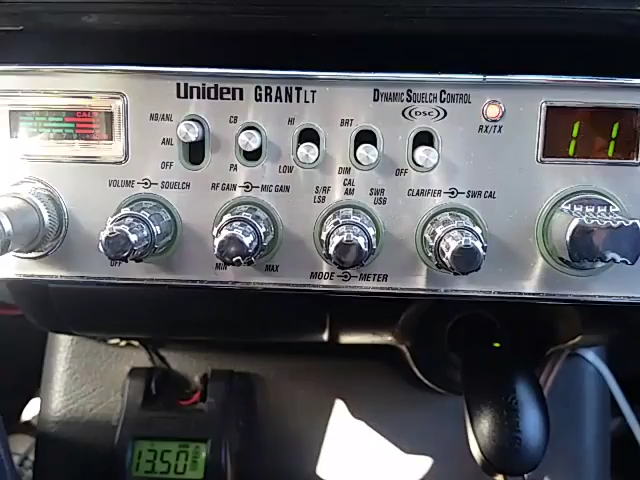 Uniden GRANT LT
DYNAMIC SQUELCH CONTROL
DSC
RX/TX
CAL
NB/ANL
ANL
OFF
CB
PA
HI
LOW
BRT
DIM
OFF
11
VOLUME SQUELCH
OFF
RF GAIN MIC GAIN
MIN MAX
S/RF CAL SWR
LSB AM USB
MODE METER
CLARIFIER SWR CAL
13.50